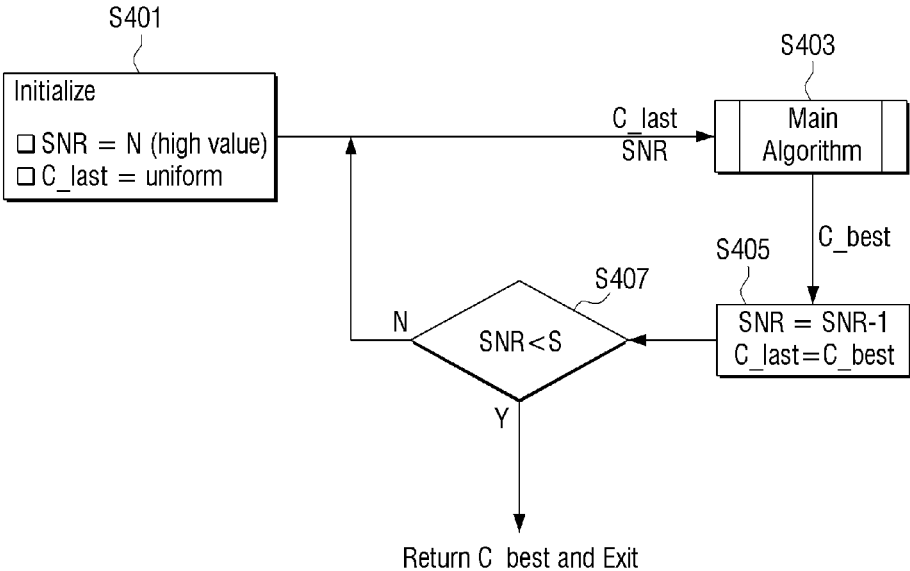 S401
Initialize
❑ SNR = N (high value)
❑ C_last = uniform
C_last
SNR
S403
Main
Algorithm
C_best
S405
SNR = SNR-1
C_last=C_best
S407
SNR<S
N
Y
Return C best and Exit